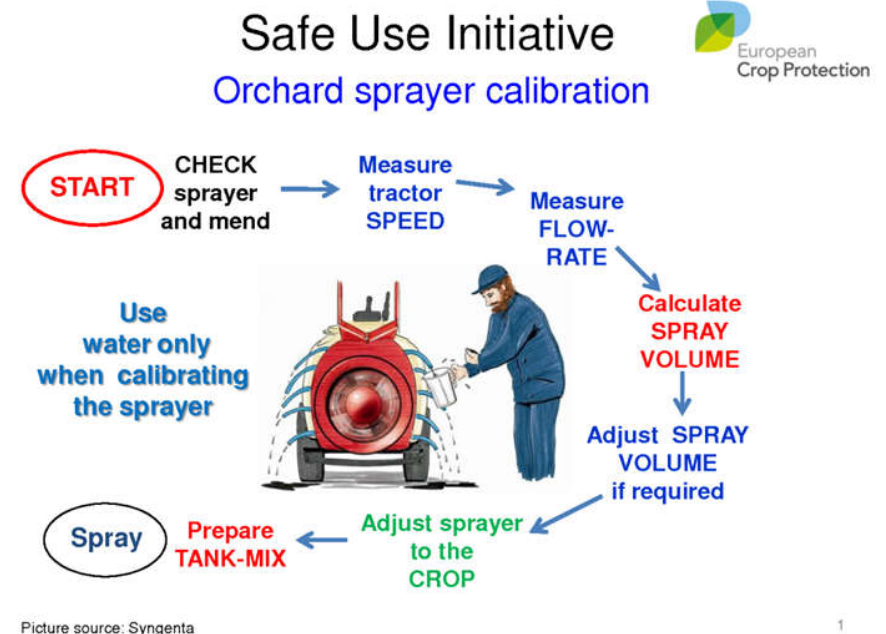 Safe Use Initiative
European
Crop Protection
Orchard sprayer calibration
START
CHECK
sprayer
and mend
Measure
tractor
SPEED
Measure
FLOW-
RATE
Calculate
SPRAY
VOLUME
Use
water only
when calibrating
the sprayer
Adjust SPRAY
VOLUME
if required
Adjust sprayer
to the
CROP
Prepare
TANK-MIX
Spray
Picture source: Syngenta
1